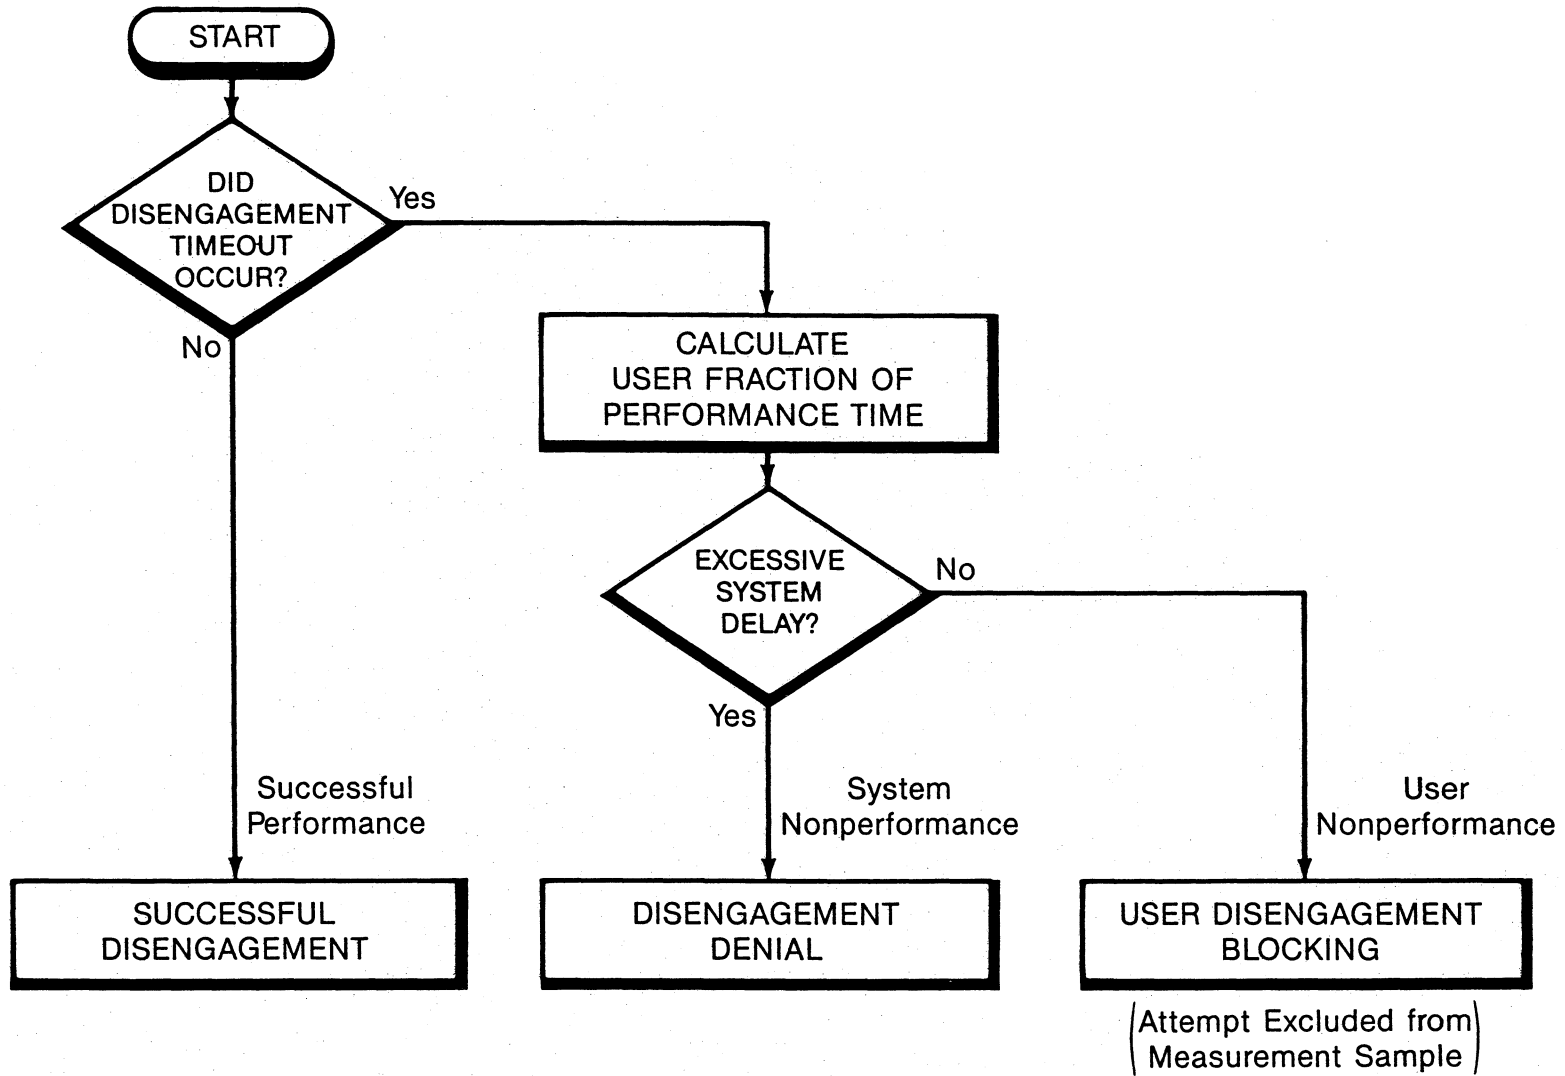 START
DID
DISENGAGEMENT
TIMEOUT
OCCUR?
Yes
No
CALCULATE
USER FRACTION OF
PERFORMANCE TIME
EXCESSIVE
SYSTEM
DELAY?
No
Yes
Successful
Performance
System
Nonperformance
User
Nonperformance
SUCCESSFUL
DISENGAGEMENT
DISENGAGEMENT
DENIAL
USER DISENGAGEMENT
BLOCKING
(Attempt Excluded from
Measurement Sample)